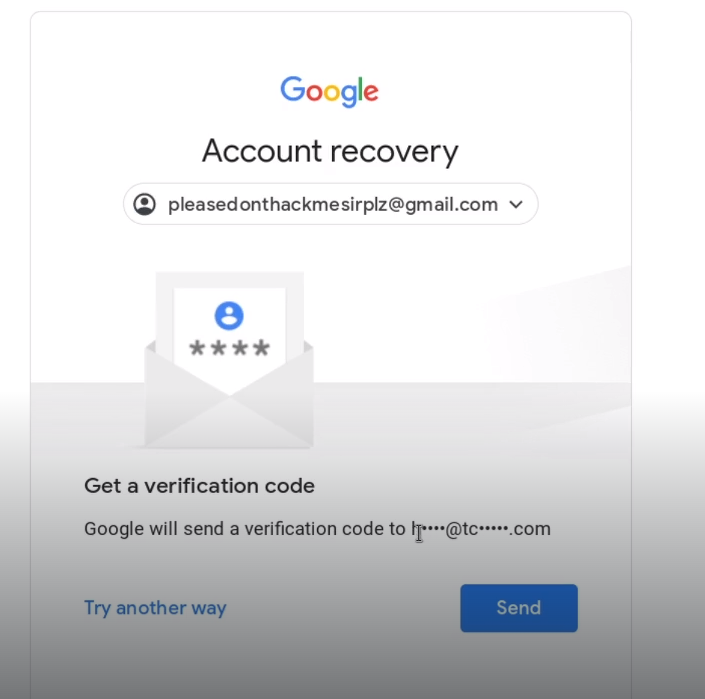 Google
Account recovery
pleasedonthackmesirplz@gmail.com
****
Get a verification code
Google will send a verification code to h••••@tc•••••.com
Try another way
Send